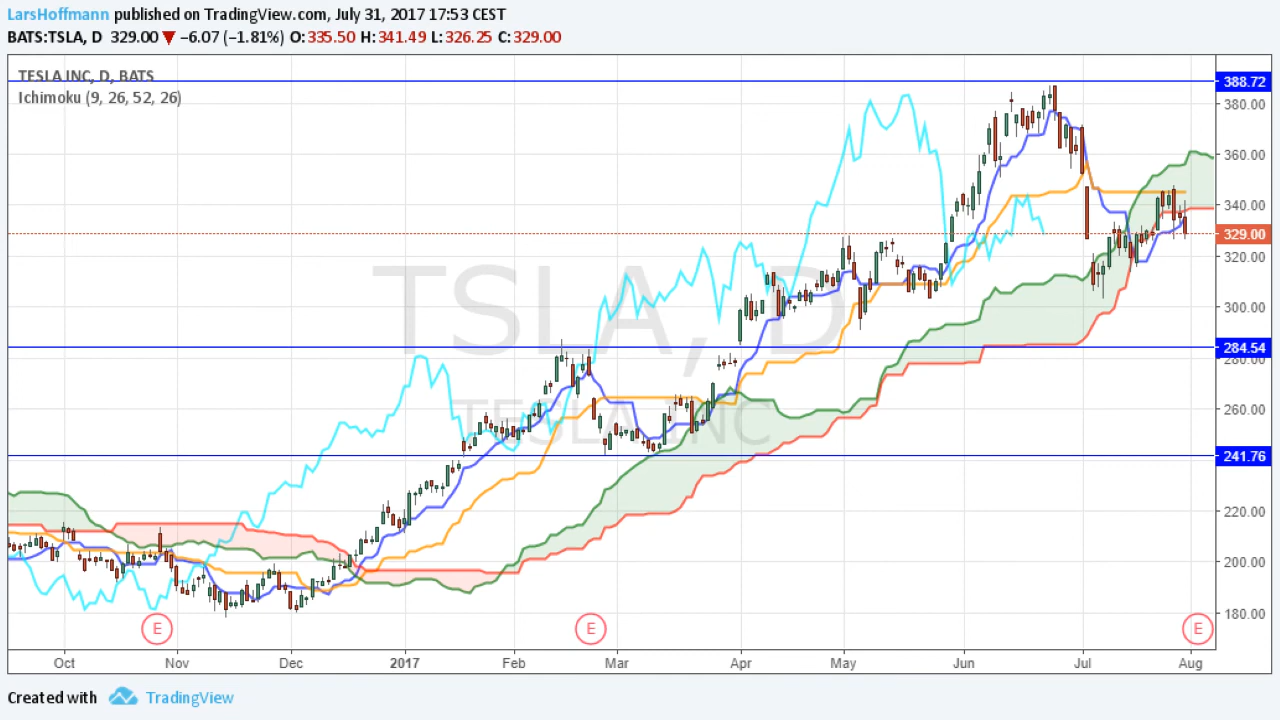 LarsHoffmann published on TradingView.com, July 31, 2017 17:53 CEST
BATS:TSLA, D 329.00 ▼ −6.07 (−1.81%) O:335.50 H:341.49 L:326.25 C:329.00
TESLA INC, D, BATS
Ichimoku (9, 26, 52, 26)
TSLA, D
TESLA INC
388.72
380.00
360.00
340.00
329.00
320.00
300.00
284.54
280.00
260.00
241.76
220.00
200.00
180.00
E E E
Oct Nov Dec 2017 Feb Mar Apr May Jun Jul Aug
Created with TradingView